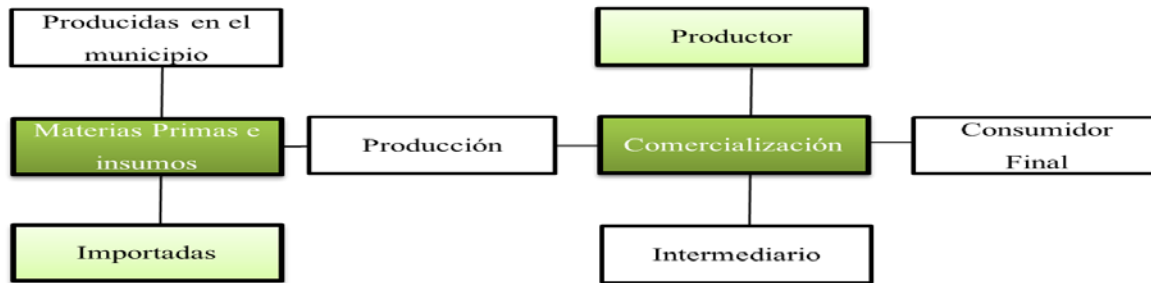 Producidas en el
municipio
Productor
Materias Primas e
insumos
Producción
Comercialización
Consumidor
Final
Importadas
Intermediario